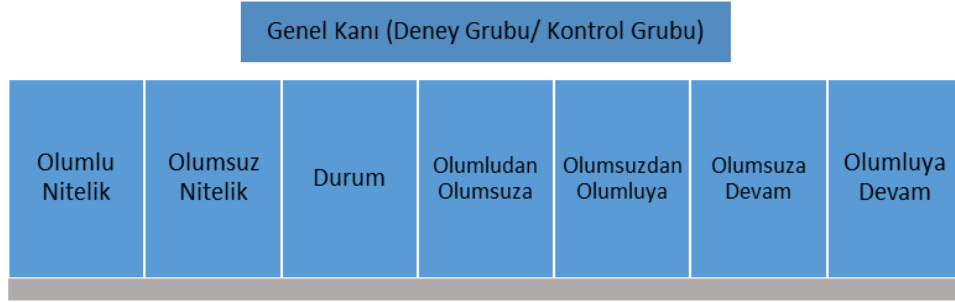 Genel Kanı (Deney Grubu/ Kontrol Grubu)
Olumlu
Nitelik
Olumsuz
Nitelik
Durum
Olumludan
Olumsuza
Olumsuzdan
Olumluya
Olumsuza
Devam
Olumluya
Devam